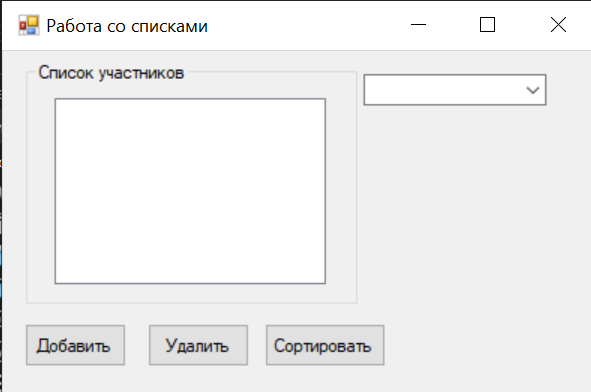 Работа со списками
Список участников
Добавить
Удалить
Сортировать